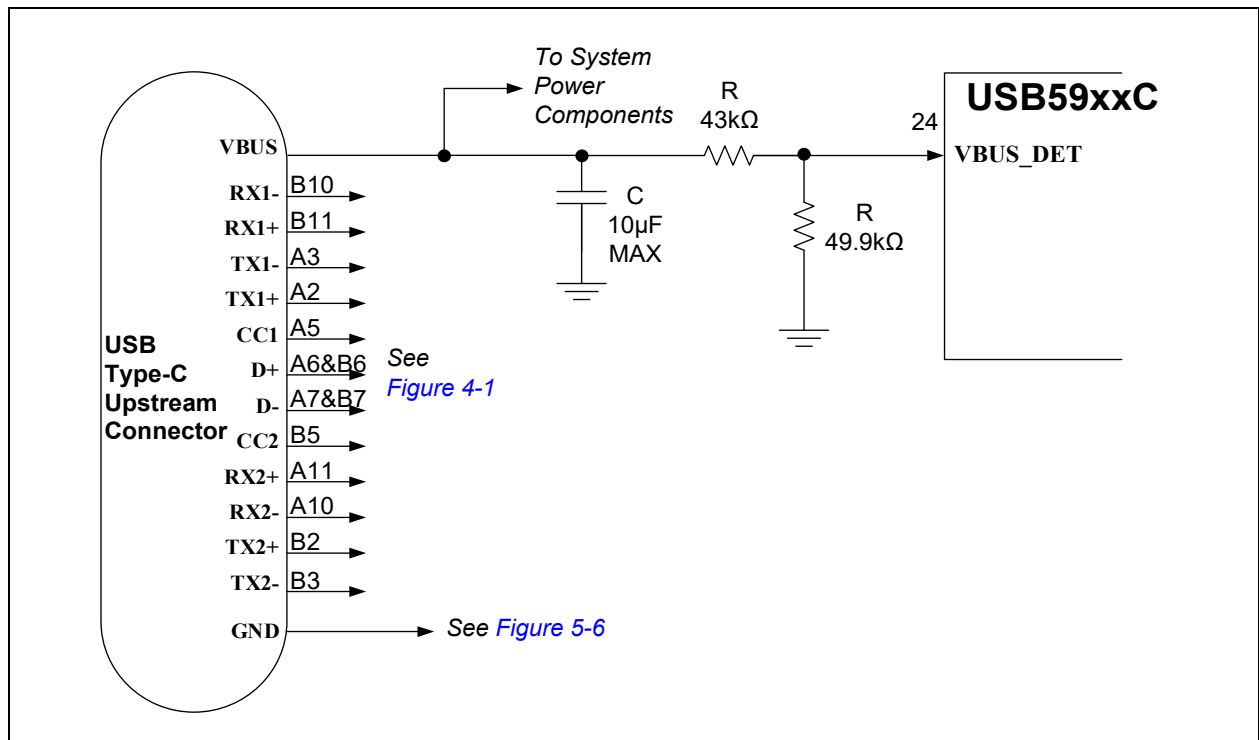 To System
Power
Components
R
43kΩ
USB59xxC
24
VBUS_DET
VBUS
RX1- B10
RX1+ B11
TX1- A3
TX1+ A2
CC1 A5
D+ A6&B6
D- A7&B7
CC2 B5
RX2+ A11
RX2- A10
TX2+ B2
TX2- B3
GND
USB
Type-C
Upstream
Connector
C
10µF
MAX
R
49.9kΩ
See
Figure 4-1
See Figure 5-6